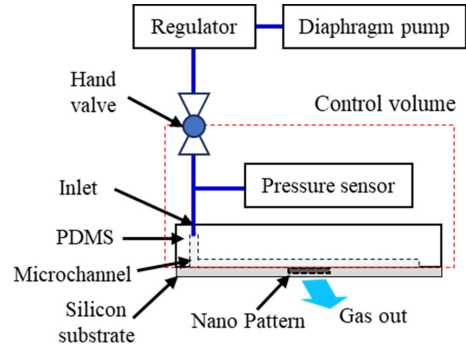 Regulator
Diaphragm pump
Hand
valve
Control volume
Inlet
Pressure sensor
PDMS
Microchannel
Silicon
substrate
Nano Pattern
Gas out